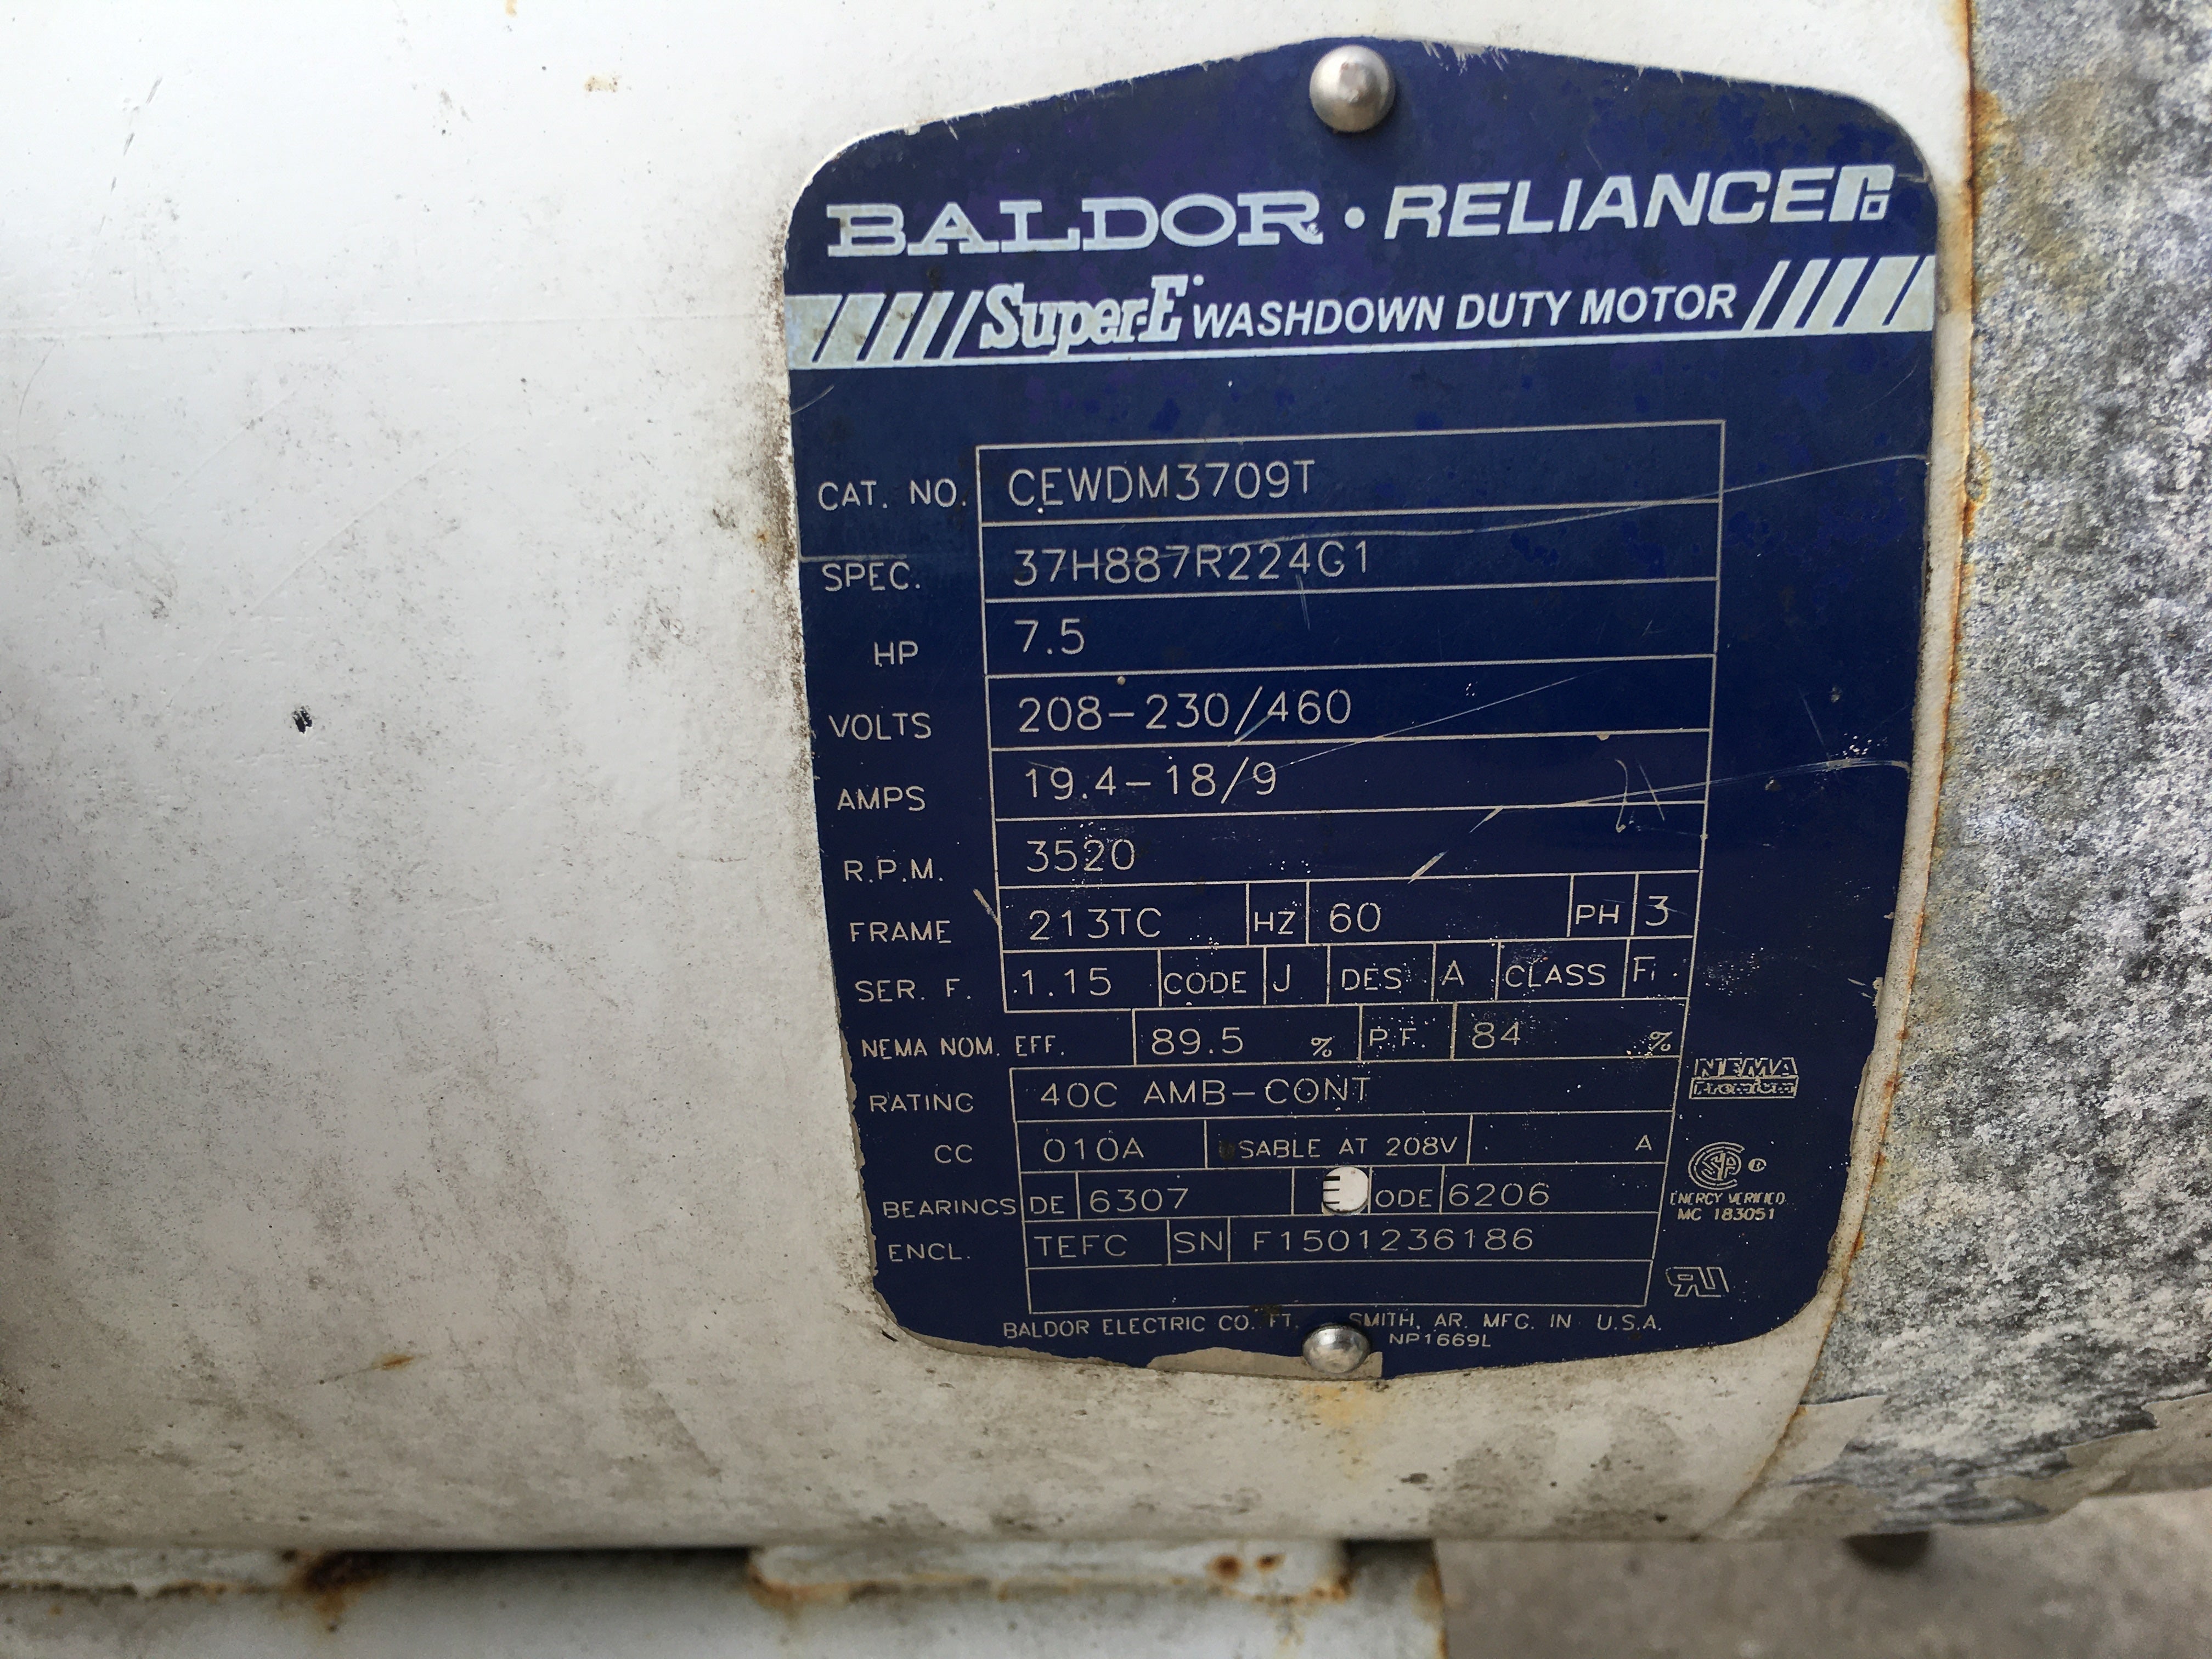 BALDOR • RELIANCE
Super-E WASHDOWN DUTY MOTOR
CAT. NO. CEWDM3709T
SPEC. 37H887R224G1
HP 7.5
VOLTS 208-230/460
AMPS 19.4-18/9
R.P.M. 3520
FRAME 213TC HZ 60 PH 3
SER. F. 1.15 CODE J DES A CLASS F
NEMA NOM. EFF. 89.5 % P.F. 84 %
RATING 40C AMB-CONT
NEMA
Premium
CC 010A USABLE AT 208V A
BEARINGS DE 6307 ODE 6206
ENERGY VERIFIED
MC 183051
ENCL. TEFC SN F1501236186
BALDOR ELECTRIC CO. FT. SMITH, AR. MFG. IN U.S.A.
NP1669L